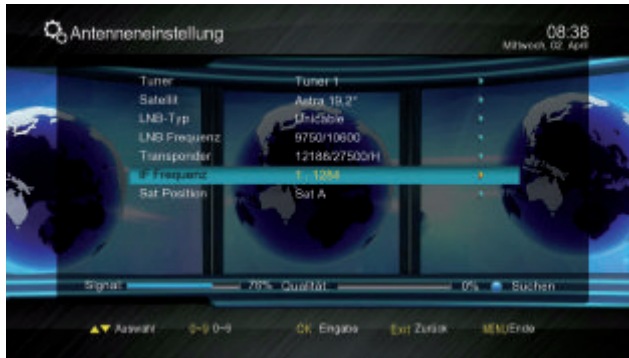 Antenneneinstellung 08:38
Mittwoch, 02. April
Tuner Tuner 1
Satellit Astra 19,2°
LNB-Typ Unicable
LNB Frequenz 9750/10600
Transponder 12188/27500/H
IF Frequenz 1 : 1284
Sat Position Sat A
Signal: 78% Qualität: 0% Suchen
Auswahl 0~9 0~9 OK Eingabe Exit Zurück MENU Ende